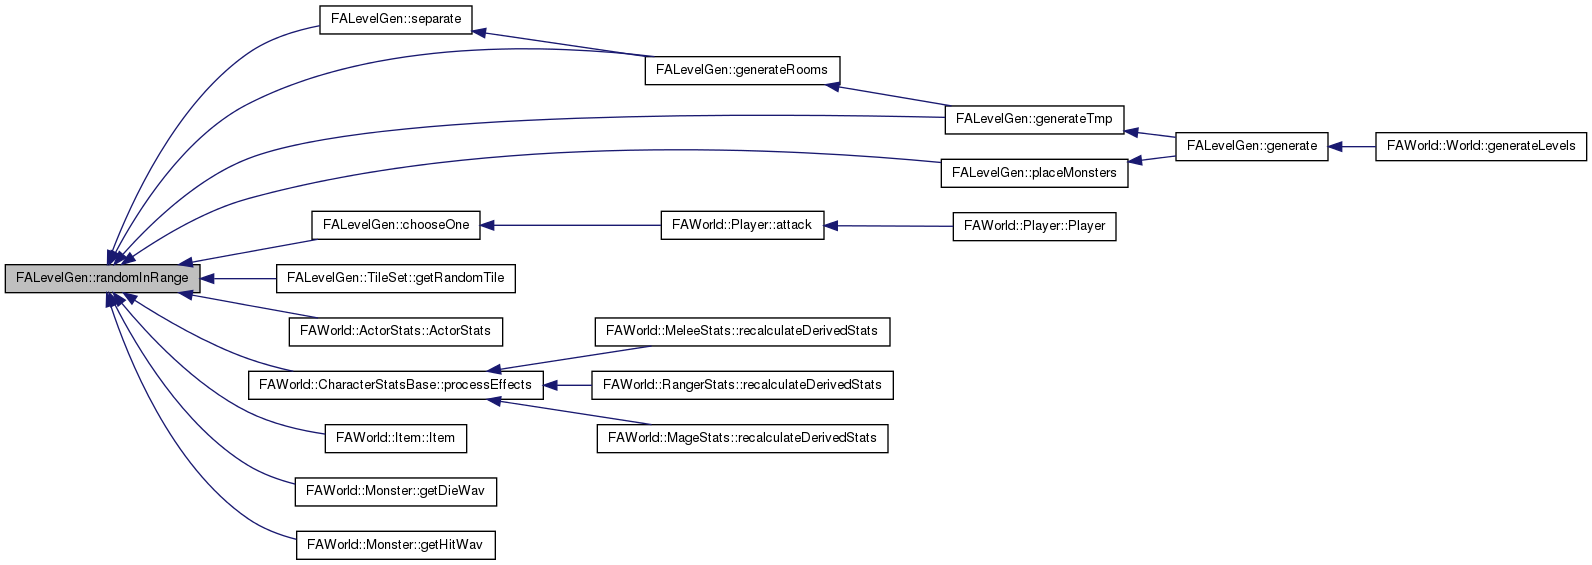 FALevelGen::separate
FALevelGen::generateRooms
FALevelGen::generateTmp
FALevelGen::generate
FAWorld::World::generateLevels
FALevelGen::placeMonsters
FALevelGen::chooseOne
FAWorld::Player::attack
FAWorld::Player::Player
FALevelGen::randomInRange
FALevelGen::TileSet::getRandomTile
FAWorld::ActorStats::ActorStats
FAWorld::MeleeStats::recalculateDerivedStats
FAWorld::CharacterStatsBase::processEffects
FAWorld::RangerStats::recalculateDerivedStats
FAWorld::Item::Item
FAWorld::MageStats::recalculateDerivedStats
FAWorld::Monster::getDieWav
FAWorld::Monster::getHitWav